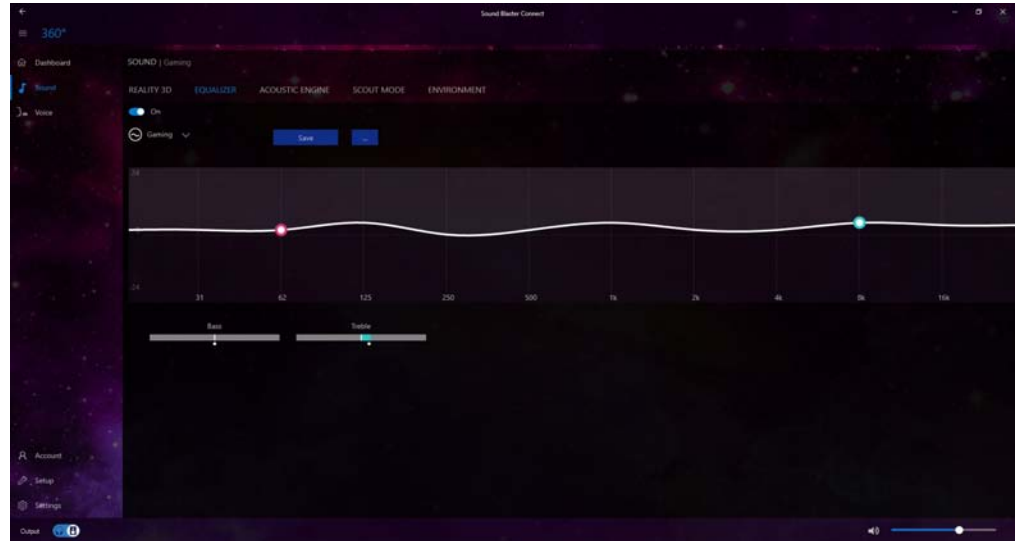 Sound Blaster Connect
360°
Dashboard
Sound
Voice
SOUND | Gaming
REALITY 3D EQUALIZER ACOUSTIC ENGINE SCOUT MODE ENVIRONMENT
On
Gaming
Save ...
24
-24
31 62 125 250 500 1k 2k 4k 8k 16k
Bass Treble
Account
Setup
Settings
Output